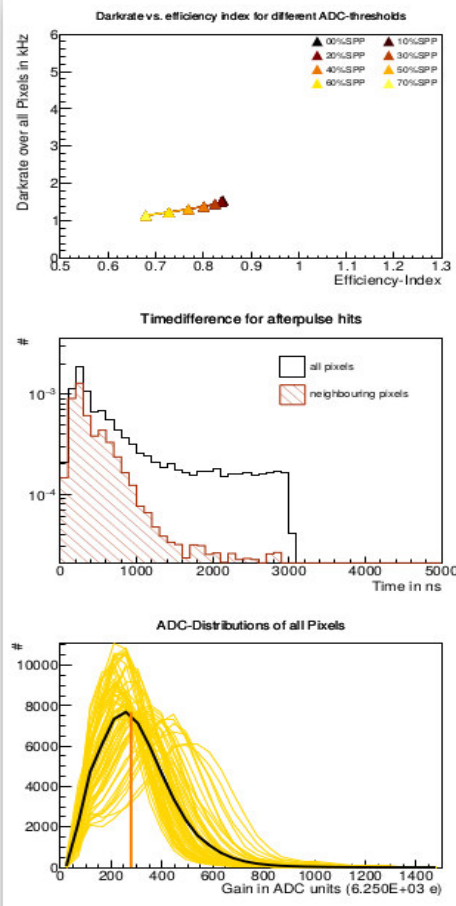 Darkrate vs. efficiency index for different ADC-thresholds
Darkrate over all Pixels in kHz
6
5
4
3
2
1
0
00%SPP 10%SPP
20%SPP 30%SPP
40%SPP 50%SPP
60%SPP 70%SPP
0.5 0.6 0.7 0.8 0.9 1 1.1 1.2 1.3
Efficiency-Index
Timedifference for afterpulse hits
#
10⁻³
10⁻⁴
all pixels
neighbouring pixels
0 1000 2000 3000 4000 5000
Time in ns
ADC-Distributions of all Pixels
#
10000
8000
6000
4000
2000
0
0 200 400 600 800 1000 1200 1400
Gain in ADC units (6.250E+03 e)